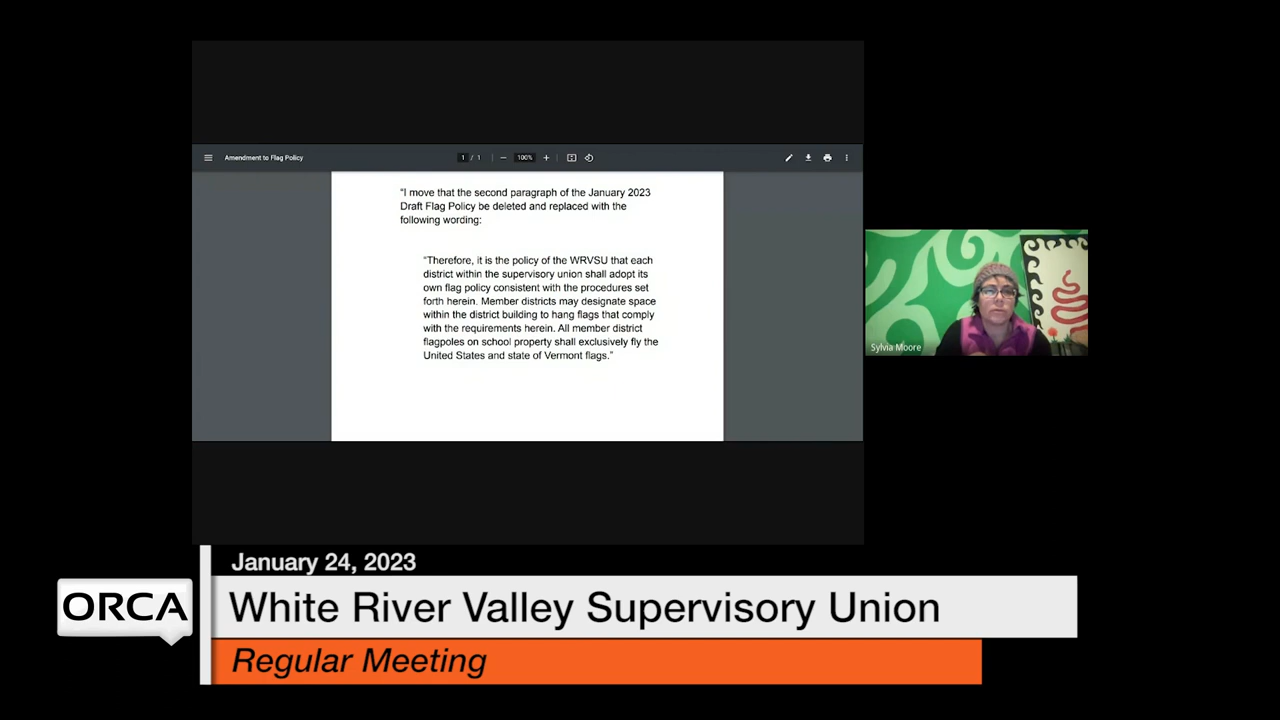 Amendment to Flag Policy
1 / 1
100%
"I move that the second paragraph of the January 2023
Draft Flag Policy be deleted and replaced with the
following wording:
"Therefore, it is the policy of the WRVSU that each
district within the supervisory union shall adopt its
own flag policy consistent with the procedures set
forth herein. Member districts may designate space
within the district building to hang flags that comply
with the requirements herein. All member district
flagpoles on school property shall exclusively fly the
United States and state of Vermont flags."
Sylvia Moore
January 24, 2023
ORCA
White River Valley Supervisory Union
Regular Meeting